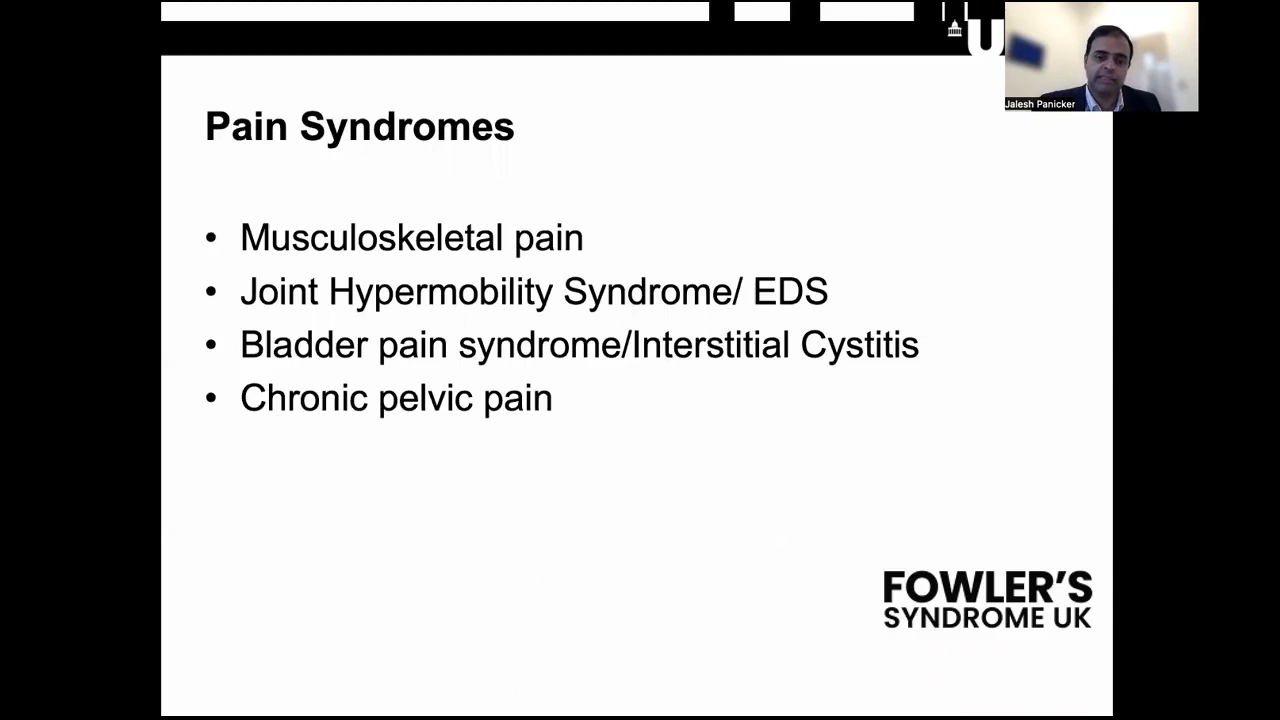 U
Jalesh Panicker
Pain Syndromes
• Musculoskeletal pain
• Joint Hypermobility Syndrome/ EDS
• Bladder pain syndrome/Interstitial Cystitis
• Chronic pelvic pain
FOWLER'S
SYNDROME UK